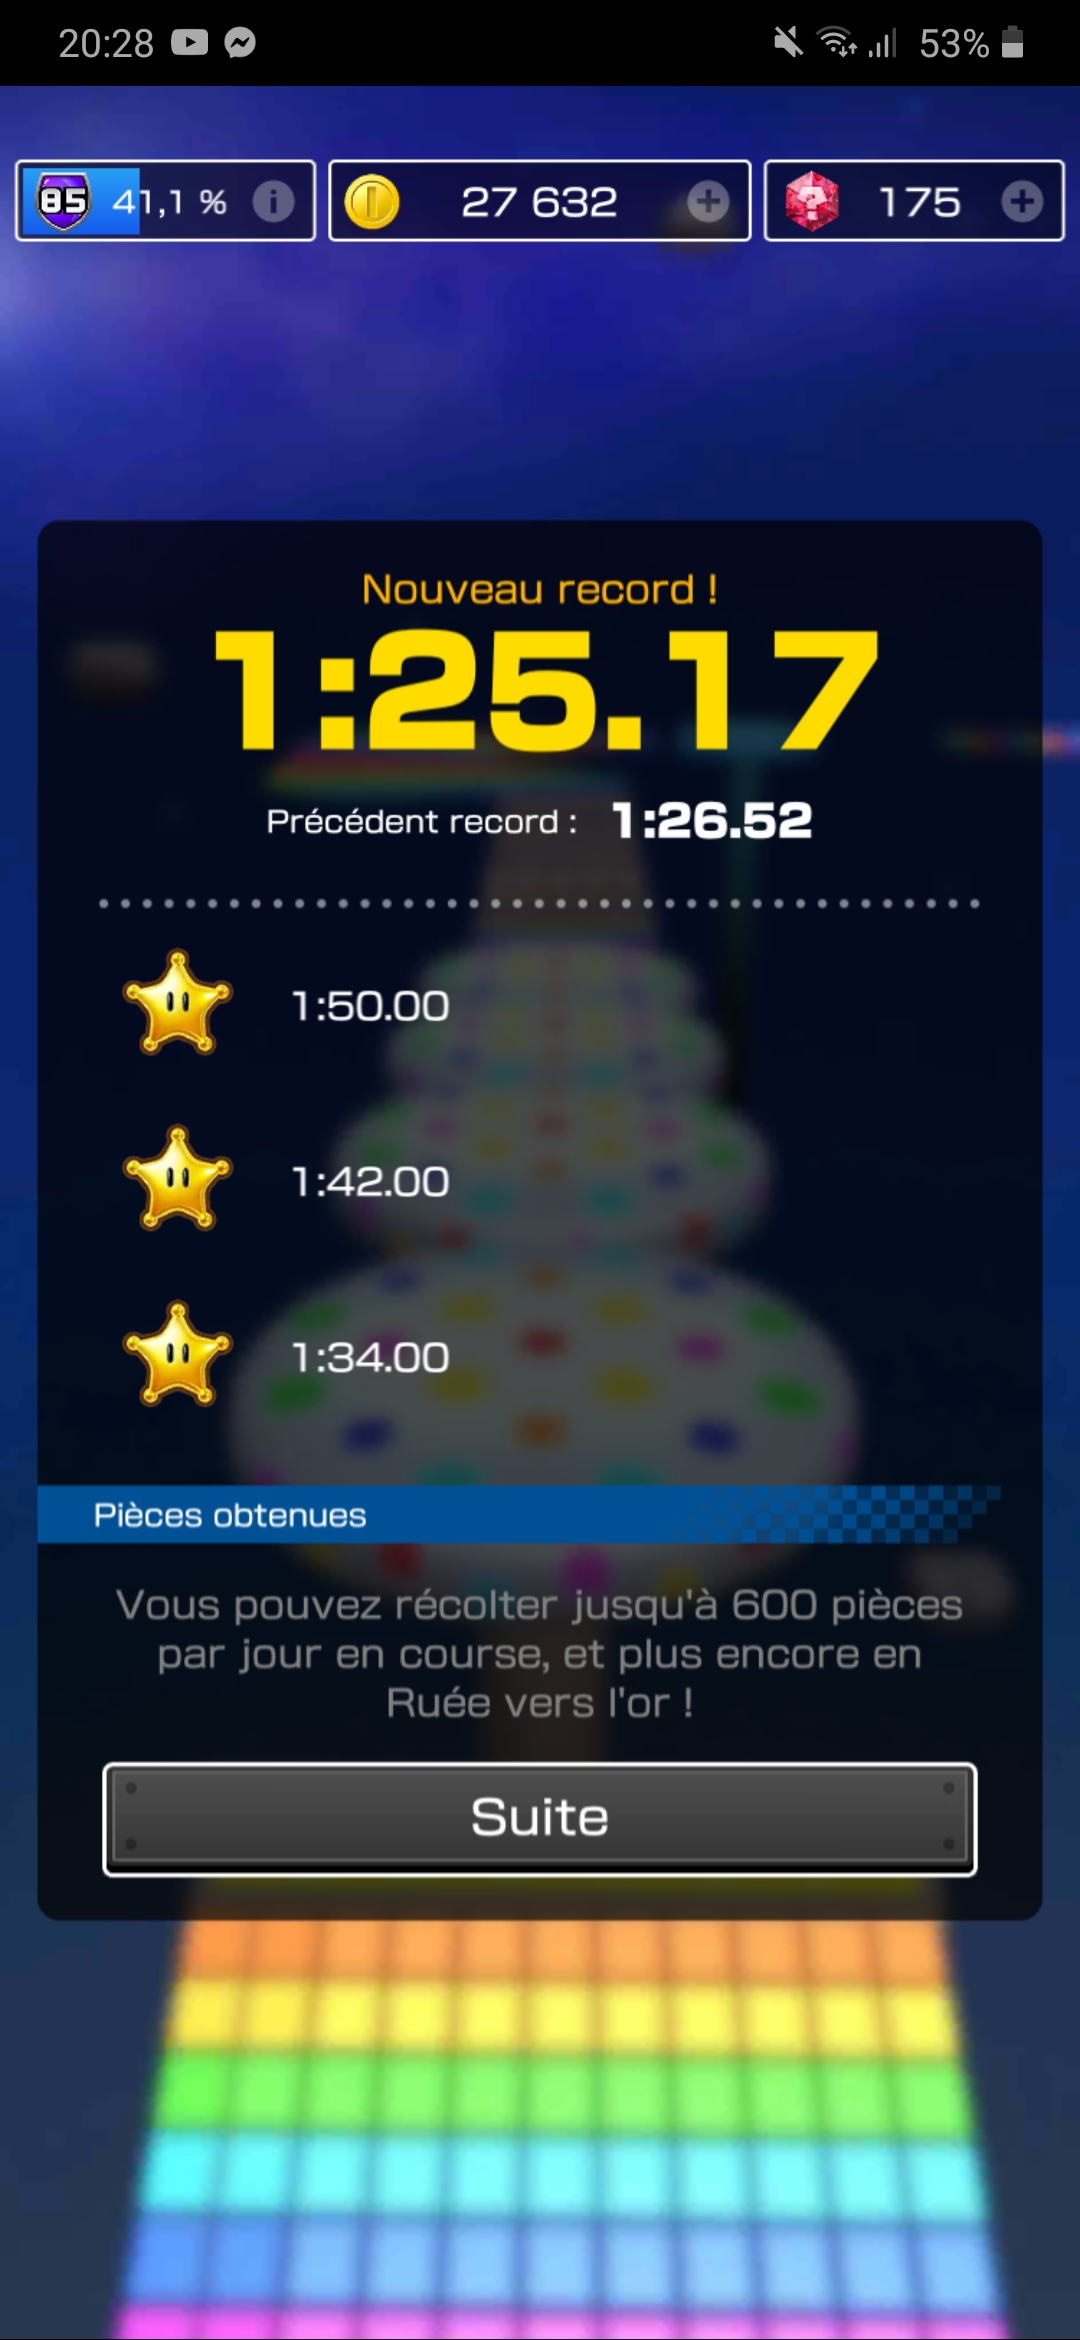 20:28 53%
85 41,1 % i 27 632 + ? 175 +
Nouveau record !
1:25.17
Précédent record : 1:26.52
1:50.00
1:42.00
1:34.00
Pièces obtenues
Vous pouvez récolter jusqu'à 600 pièces
par jour en course, et plus encore en
Ruée vers l'or !
Suite